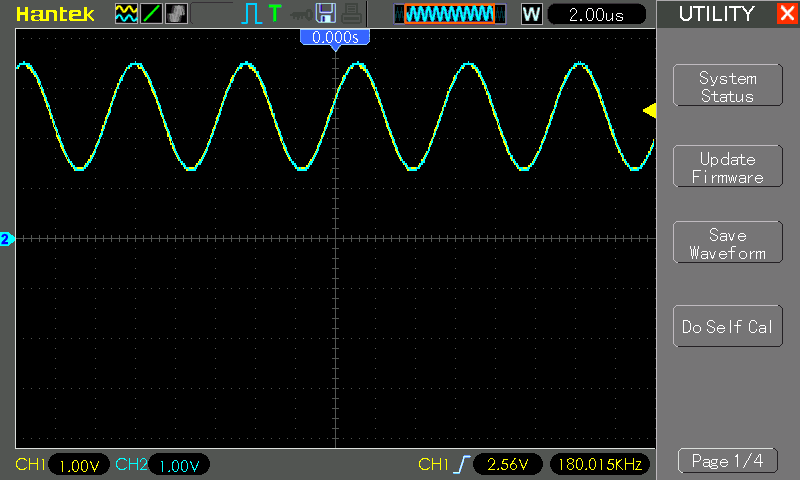 Hantek
T
W
2.00us
UTILITY
0.000s
System
Status
Update
Firmware
2
Save
Waveform
Do Self Cal
CH1 1.00V CH2 1.00V CH1 2.56V 180.015KHz
Page 1/4